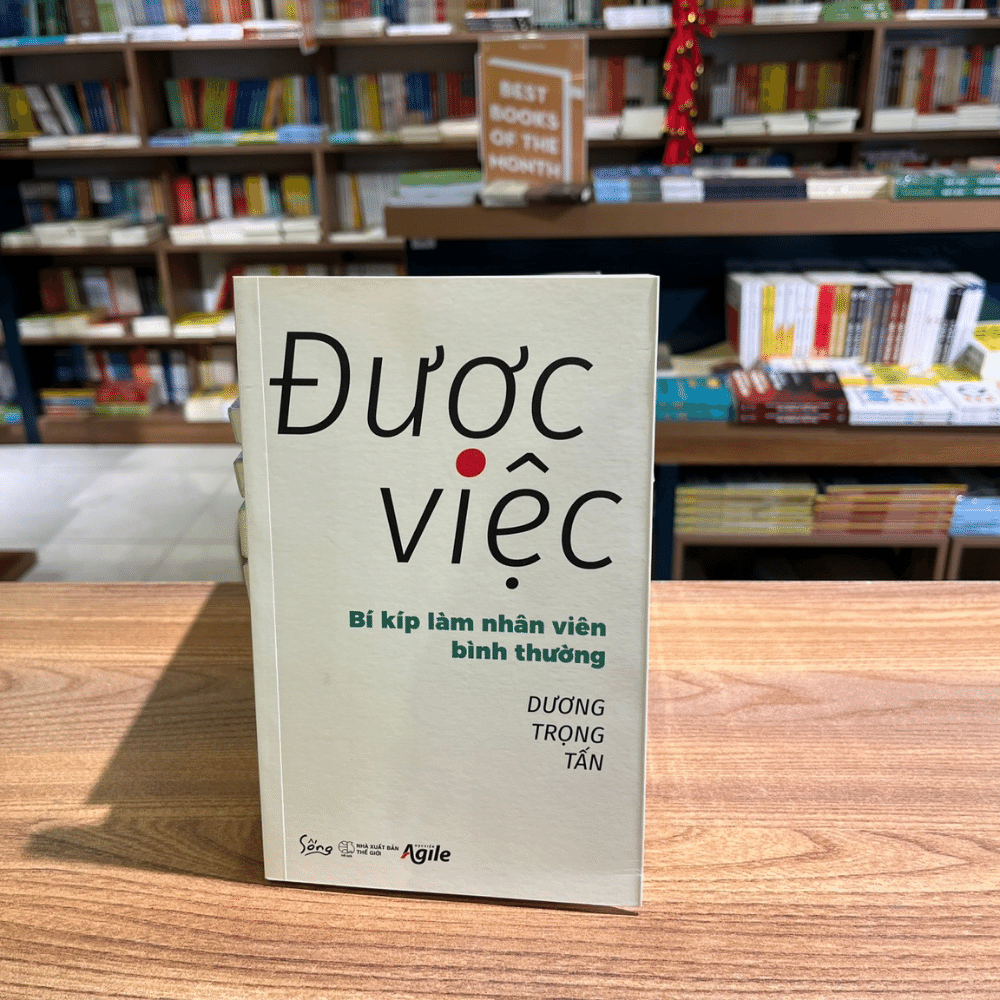 BEST
BOOKS
OF THE
MONTH
Được
việc
Bí kíp làm nhân viên
bình thường
DƯƠNG
TRỌNG
TẤN
Sống
NHÀ XUẤT BẢN
THẾ GIỚI
Agile